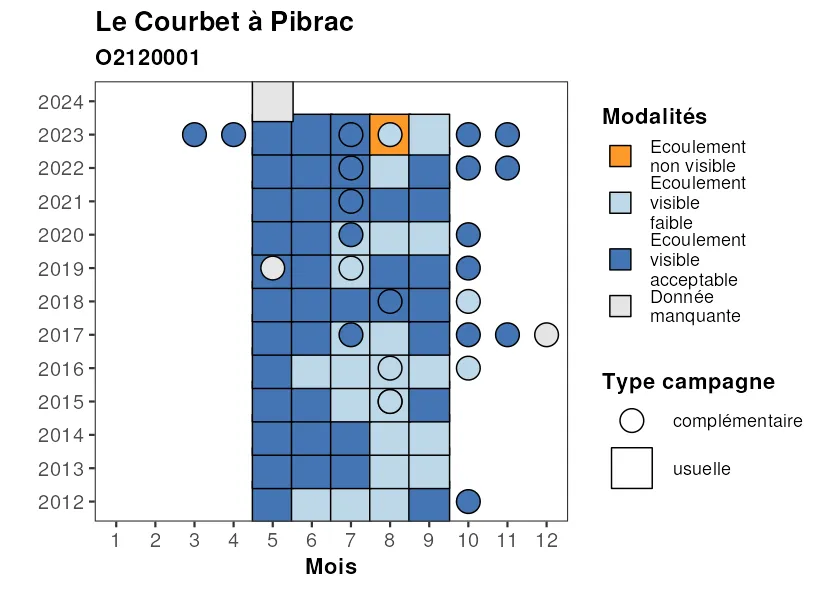 Le Courbet à Pibrac
O2120001
2024
2023
2022
2021
2020
2019
2018
2017
2016
2015
2014
2013
2012
1 2 3 4 5 6 7 8 9 10 11 12
Mois
Modalités
Ecoulement
non visible
Ecoulement
visible
faible
Ecoulement
visible
acceptable
Donnée
manquante
Type campagne
complémentaire
usuelle